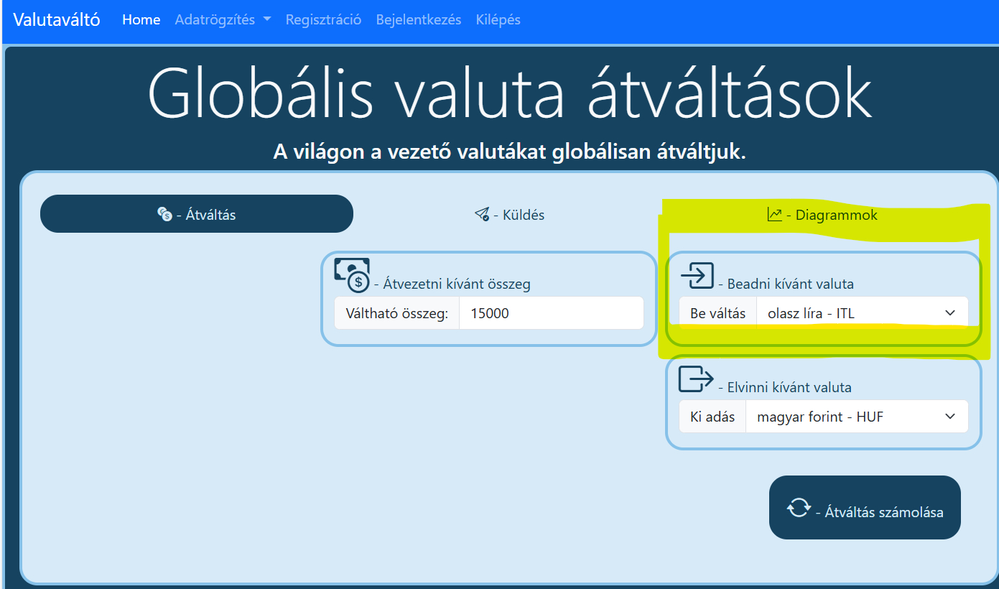 Valutaváltó Home Adatrögzítés Regisztráció Bejelentkezés Kilépés
Globális valuta átváltások
A világon a vezető valutákat globálisan átváltjuk.
- Átváltás - Küldés - Diagrammok
- Átvezetni kívánt összeg
Váltható összeg: 15000
- Beadni kívánt valuta
Be váltás olasz líra - ITL
- Elvinni kívánt valuta
Ki adás magyar forint - HUF
- Átváltás számolása